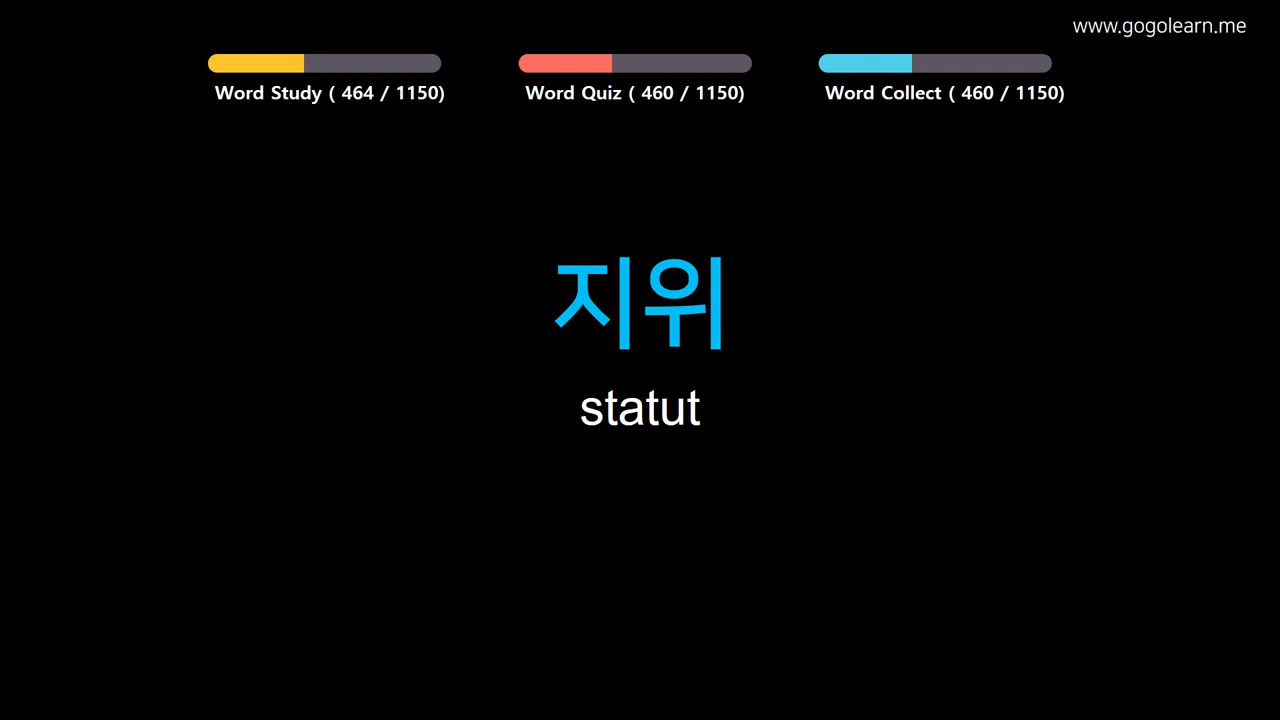 www.gogolearn.me
Word Study ( 464 / 1150)
Word Quiz ( 460 / 1150)
Word Collect ( 460 / 1150)
지위
statut